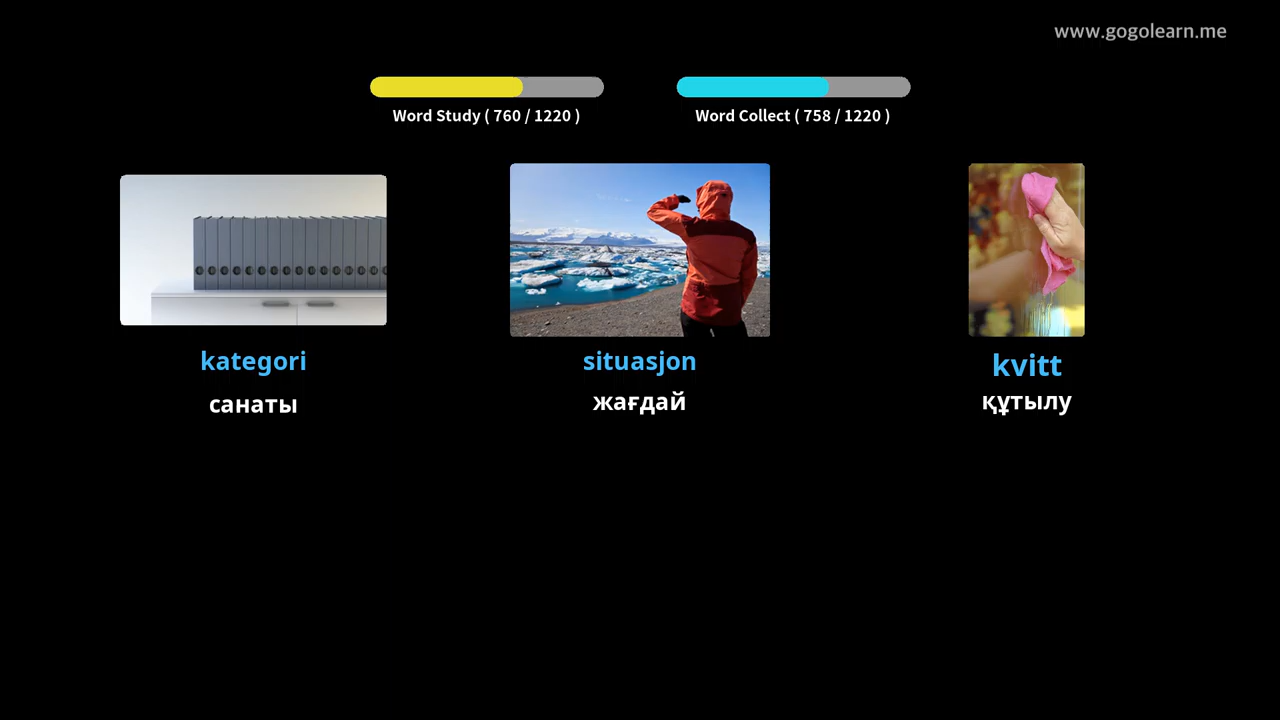 www.gogolearn.me
Word Study ( 760 / 1220 )
Word Collect ( 758 / 1220 )
kategori
situasjon
kvitt
санаты
жағдай
құтылу